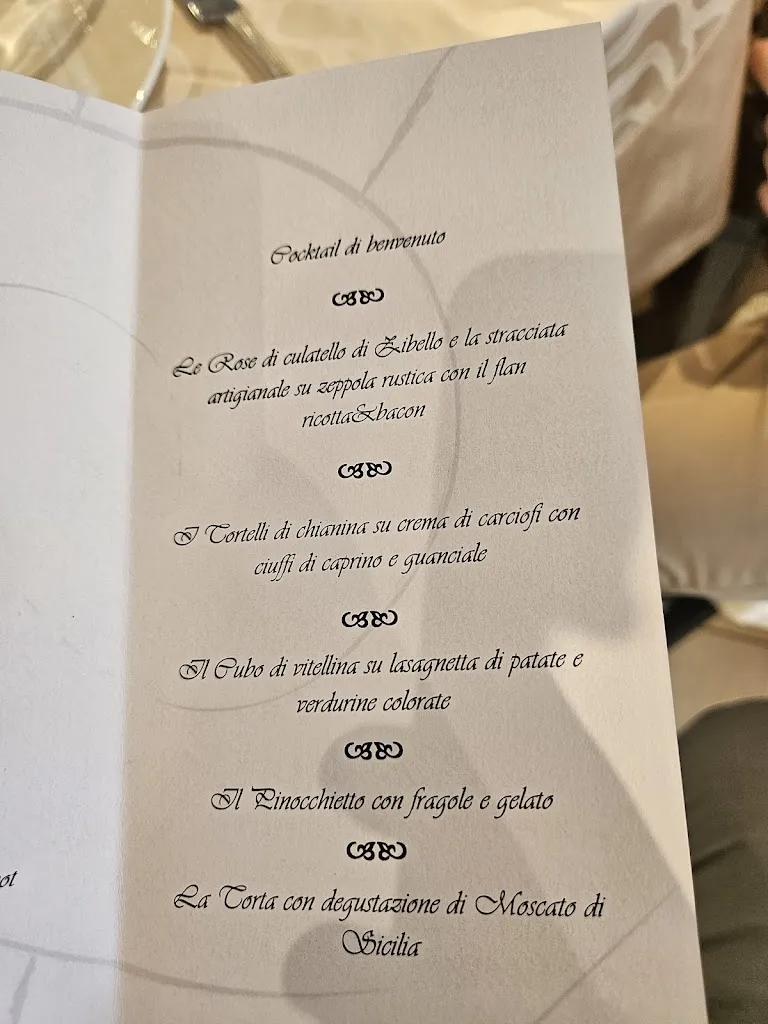 Cocktail di benvenuto
Le Rose di culatello di Zibello e la stracciata
artigianale su zeppola rustica con il flan
ricotta&bacon
I Tortelli di chianina su crema di carciofi con
ciuffi di caprino e guanciale
Il Cubo di vitellina su lasagnetta di patate e
verdurine colorate
Il Pinocchietto con fragole e gelato
ot
La Torta con degustazione di Moscato di
Sicilia